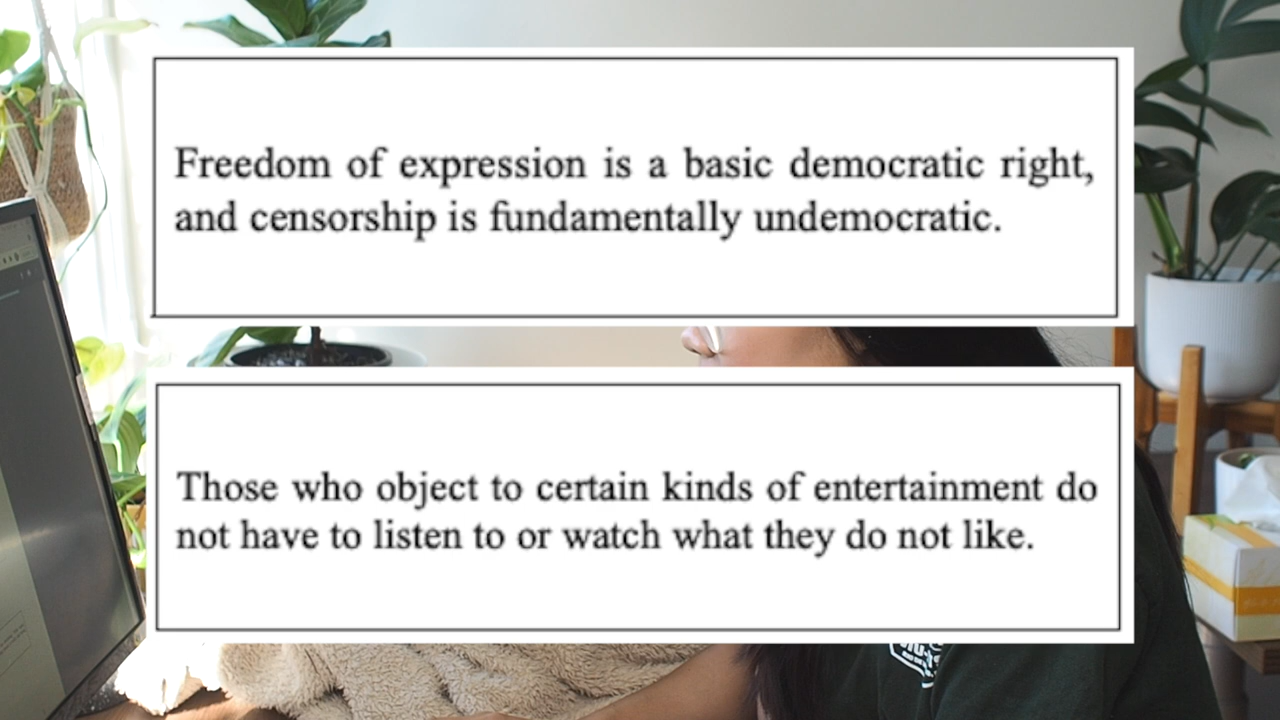 Freedom of expression is a basic democratic right,
and censorship is fundamentally undemocratic.
Those who object to certain kinds of entertainment do
not have to listen to or watch what they do not like.